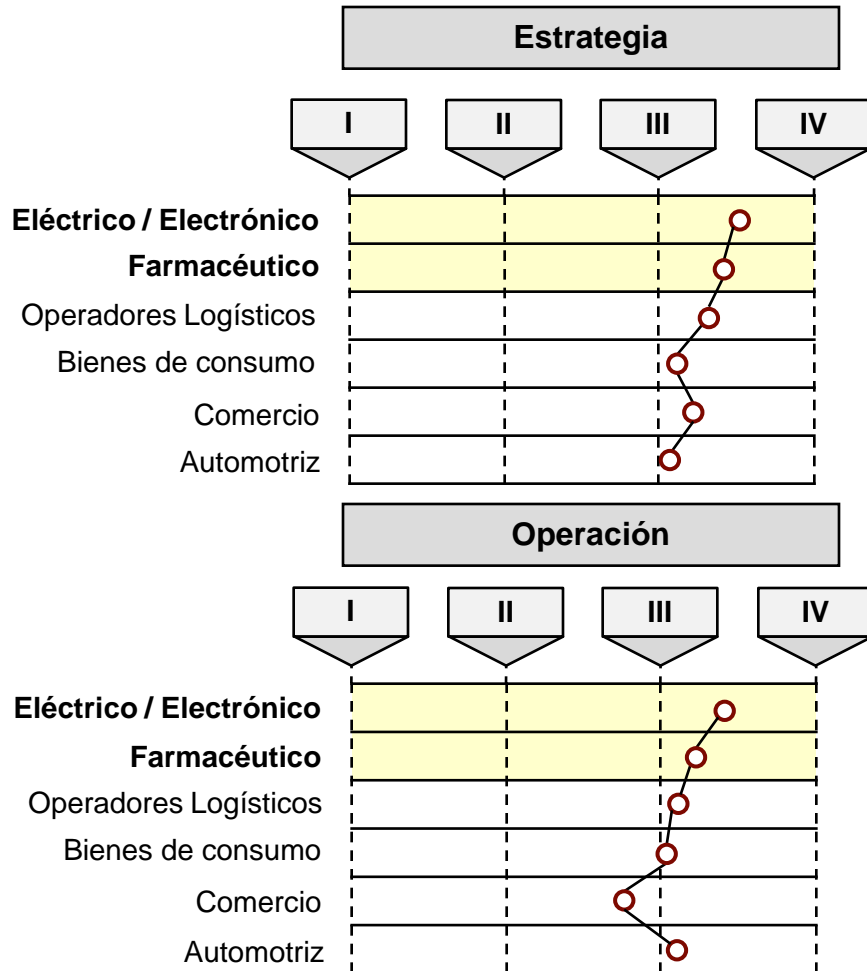 Estrategia
I II III IV
Eléctrico / Electrónico
Farmacéutico
Operadores Logísticos
Bienes de consumo
Comercio
Automotriz
Operación
I II III IV
Eléctrico / Electrónico
Farmacéutico
Operadores Logísticos
Bienes de consumo
Comercio
Automotriz